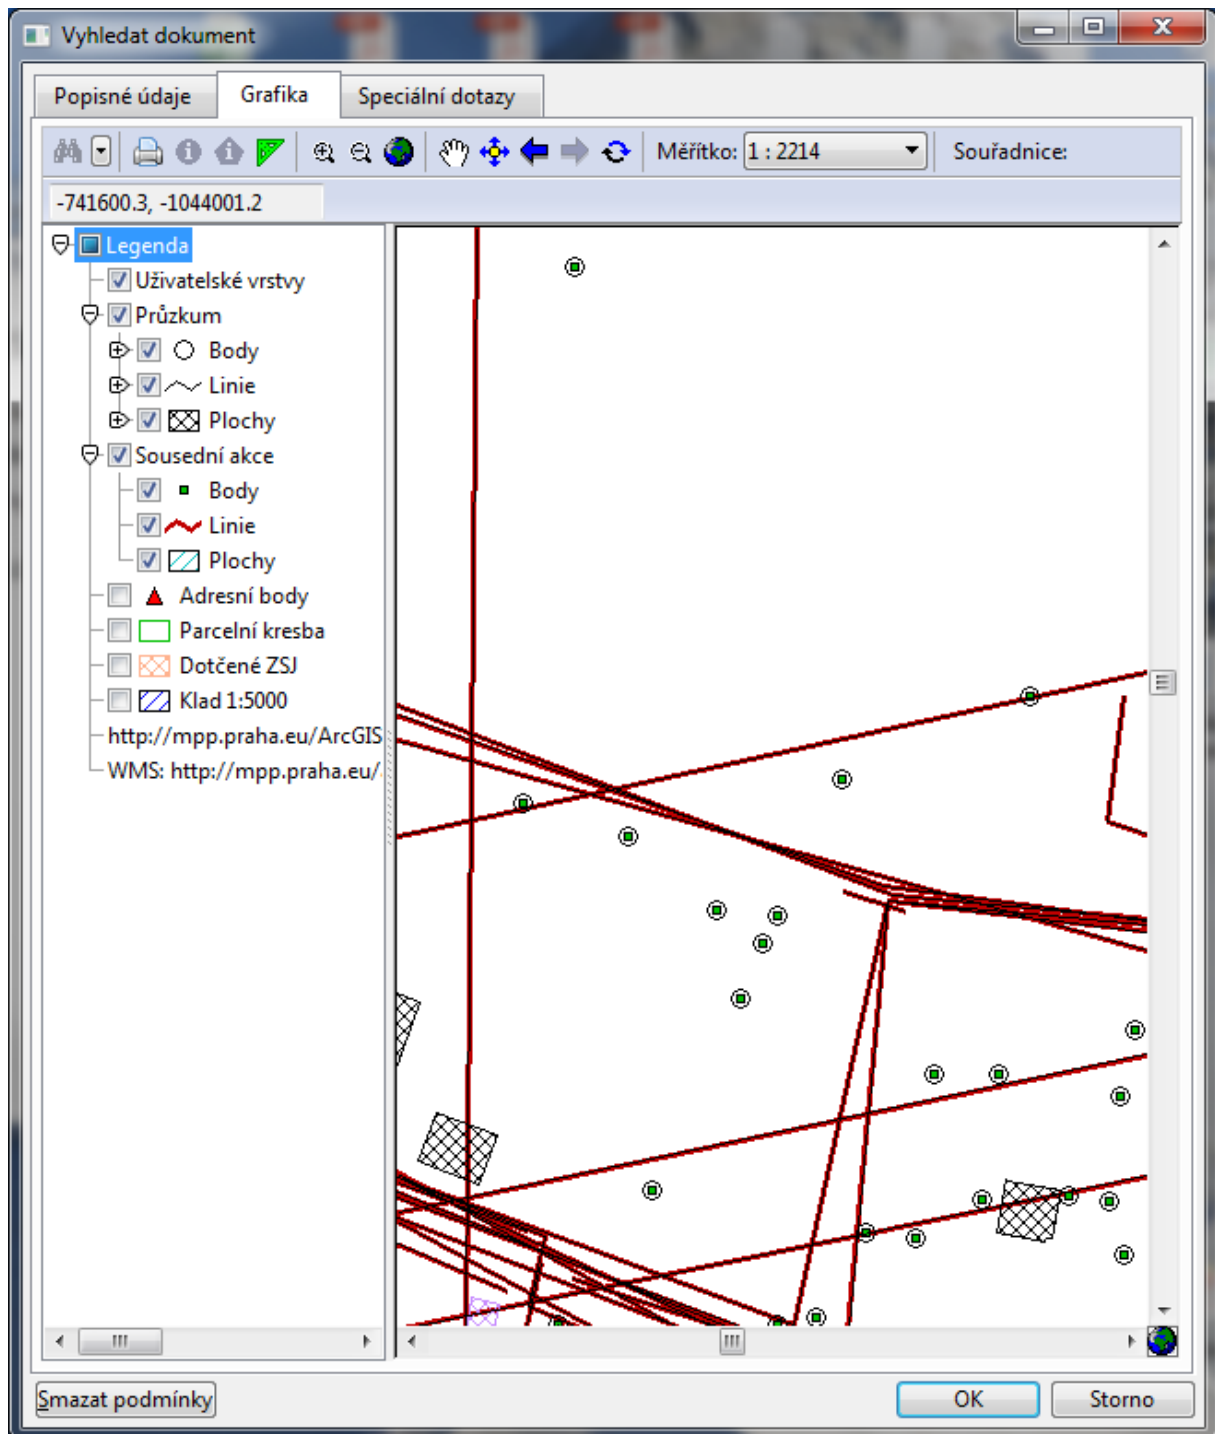 Vyhledat dokument
Popisné údaje Grafika Speciální dotazy
Měřítko: 1 : 2214 Souřadnice:
-741600.3, -1044001.2
Legenda
Uživatelské vrstvy
Průzkum
Body
Linie
Plochy
Sousední akce
Body
Linie
Plochy
Adresní body
Parcelní kresba
Dotčené ZSJ
Klad 1:5000
http://mpp.praha.eu/ArcGIS
WMS: http://mpp.praha.eu/
Smazat podmínky OK Storno